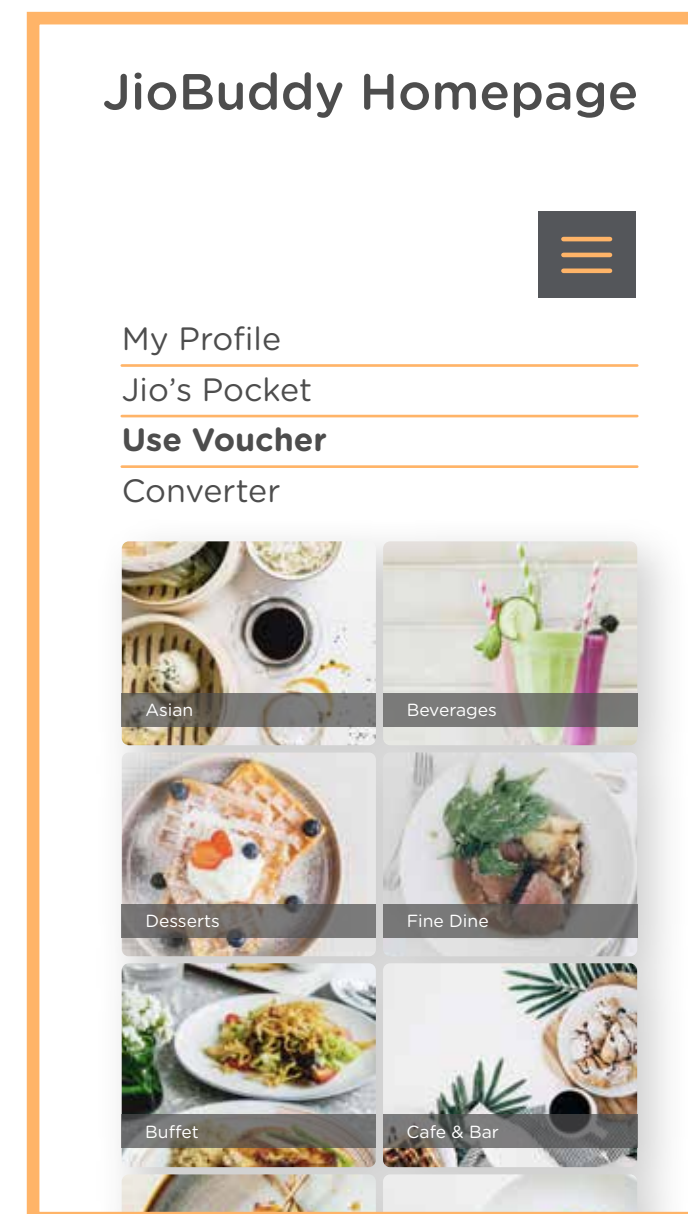 JioBuddy Homepage
My Profile
Jio’s Pocket
Use Voucher
Converter
Asian
Beverages
Desserts
Fine Dine
Buffet
Cafe & Bar